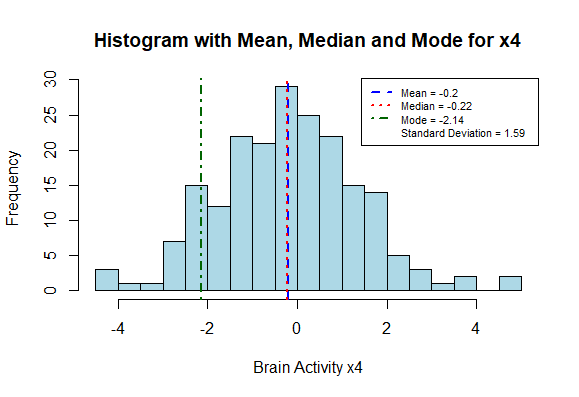 Histogram with Mean, Median and Mode for x4
Mean = -0.2
Median = -0.22
Mode = -2.14
Standard Deviation = 1.59
Frequency
30
25
20
15
10
5
0
-4 -2 0 2 4
Brain Activity x4